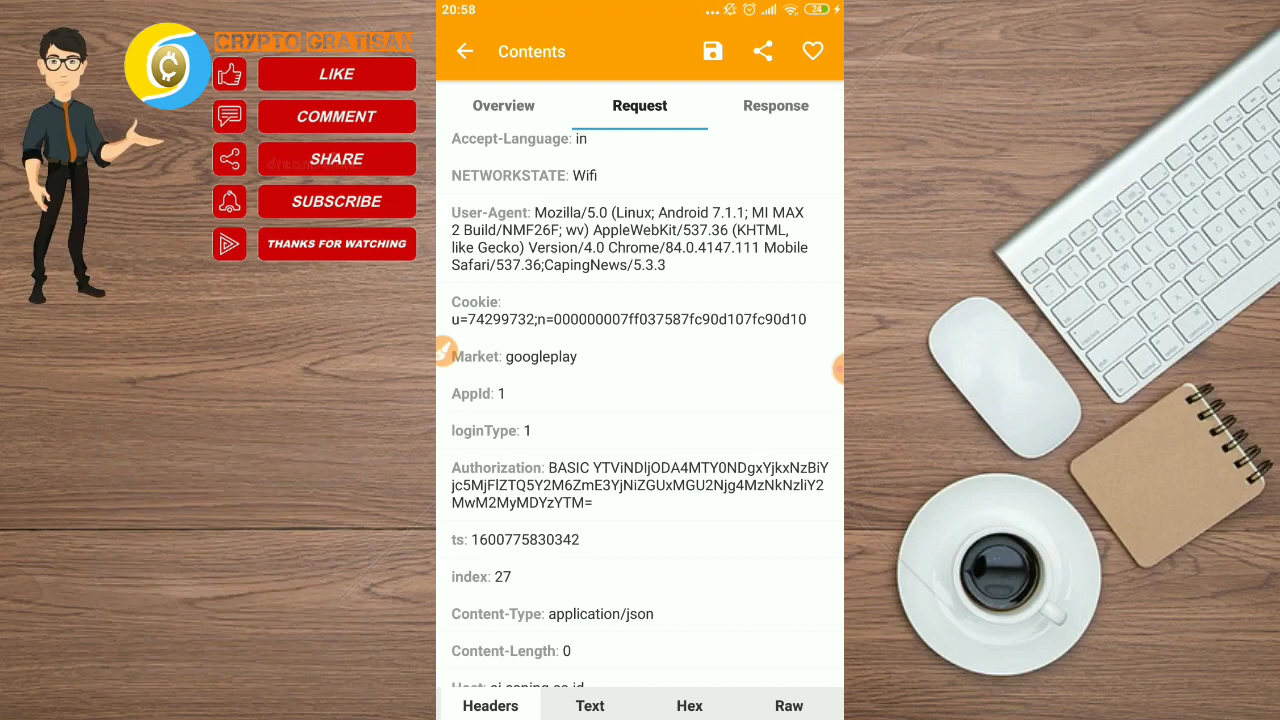 20:58
24
CRYPTO GRATISAN
LIKE
COMMENT
SHARE
SUBSCRIBE
THANKS FOR WATCHING
Contents
Overview
Request
Response
Accept-Language: in
NETWORKSTATE: Wifi
User-Agent: Mozilla/5.0 (Linux; Android 7.1.1; MI MAX
2 Build/NMF26F; wv) AppleWebKit/537.36 (KHTML,
like Gecko) Version/4.0 Chrome/84.0.4147.111 Mobile
Safari/537.36;CapingNews/5.3.3
Cookie:
u=74299732;n=000000007ff037587fc90d107fc90d10
Market: googleplay
AppId: 1
loginType: 1
Authorization: BASIC YTViNDljODA4MTY0NDgxYjkxNzBiY
jc5MjFlZTQ5Y2M6ZmE3YjNiZGUxMGU2Njg4MzNkNzliY2
MwM2MyMDYzYTM=
ts: 1600775830342
index: 27
Content-Type: application/json
Content-Length: 0
Headers
Text
Hex
Raw